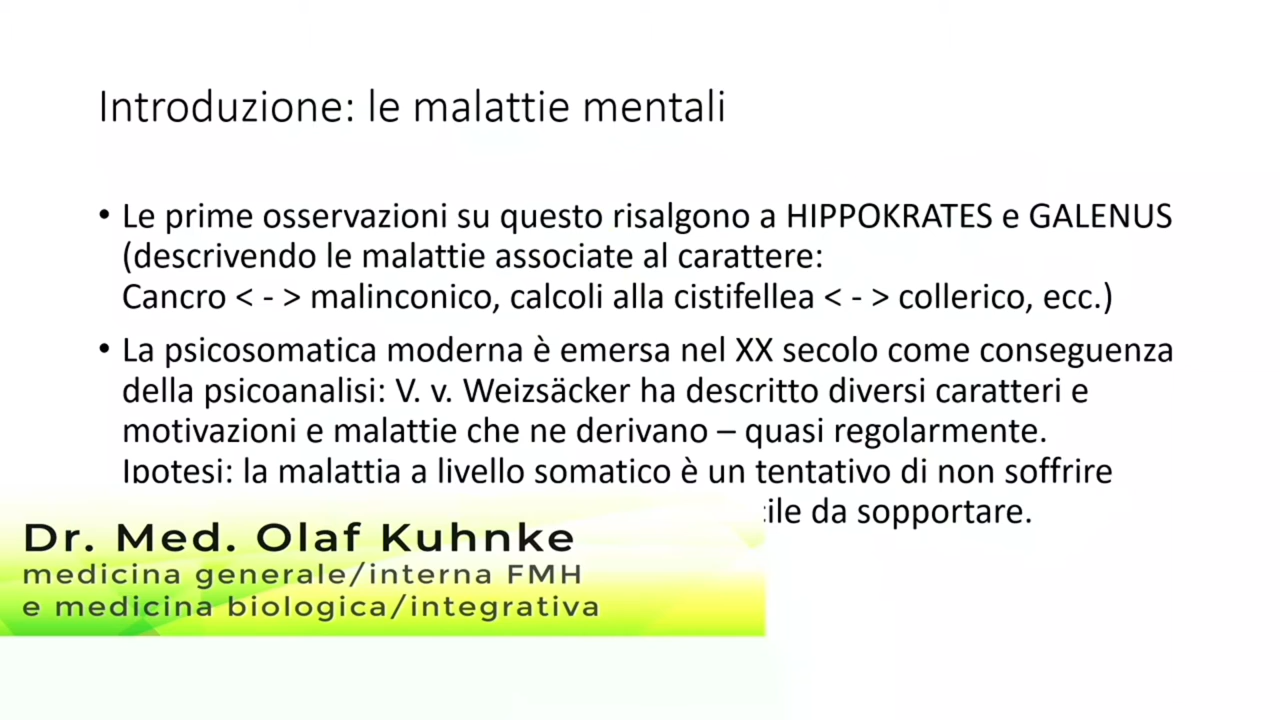 Introduzione: le malattie mentali
• Le prime osservazioni su questo risalgono a HIPPOKRATES e GALENUS
(descrivendo le malattie associate al carattere:
Cancro < - > malinconico, calcoli alla cistifellea < - > collerico, ecc.)
• La psicosomatica moderna è emersa nel XX secolo come conseguenza
della psicoanalisi: V. v. Weizsäcker ha descritto diversi caratteri e
motivazioni e malattie che ne derivano – quasi regolarmente.
Ipotesi: la malattia a livello somatico è un tentativo di non soffrire
da sopportare.
Dr. Med. Olaf Kuhnke
medicina generale/interna FMH
e medicina biologica/integrativa